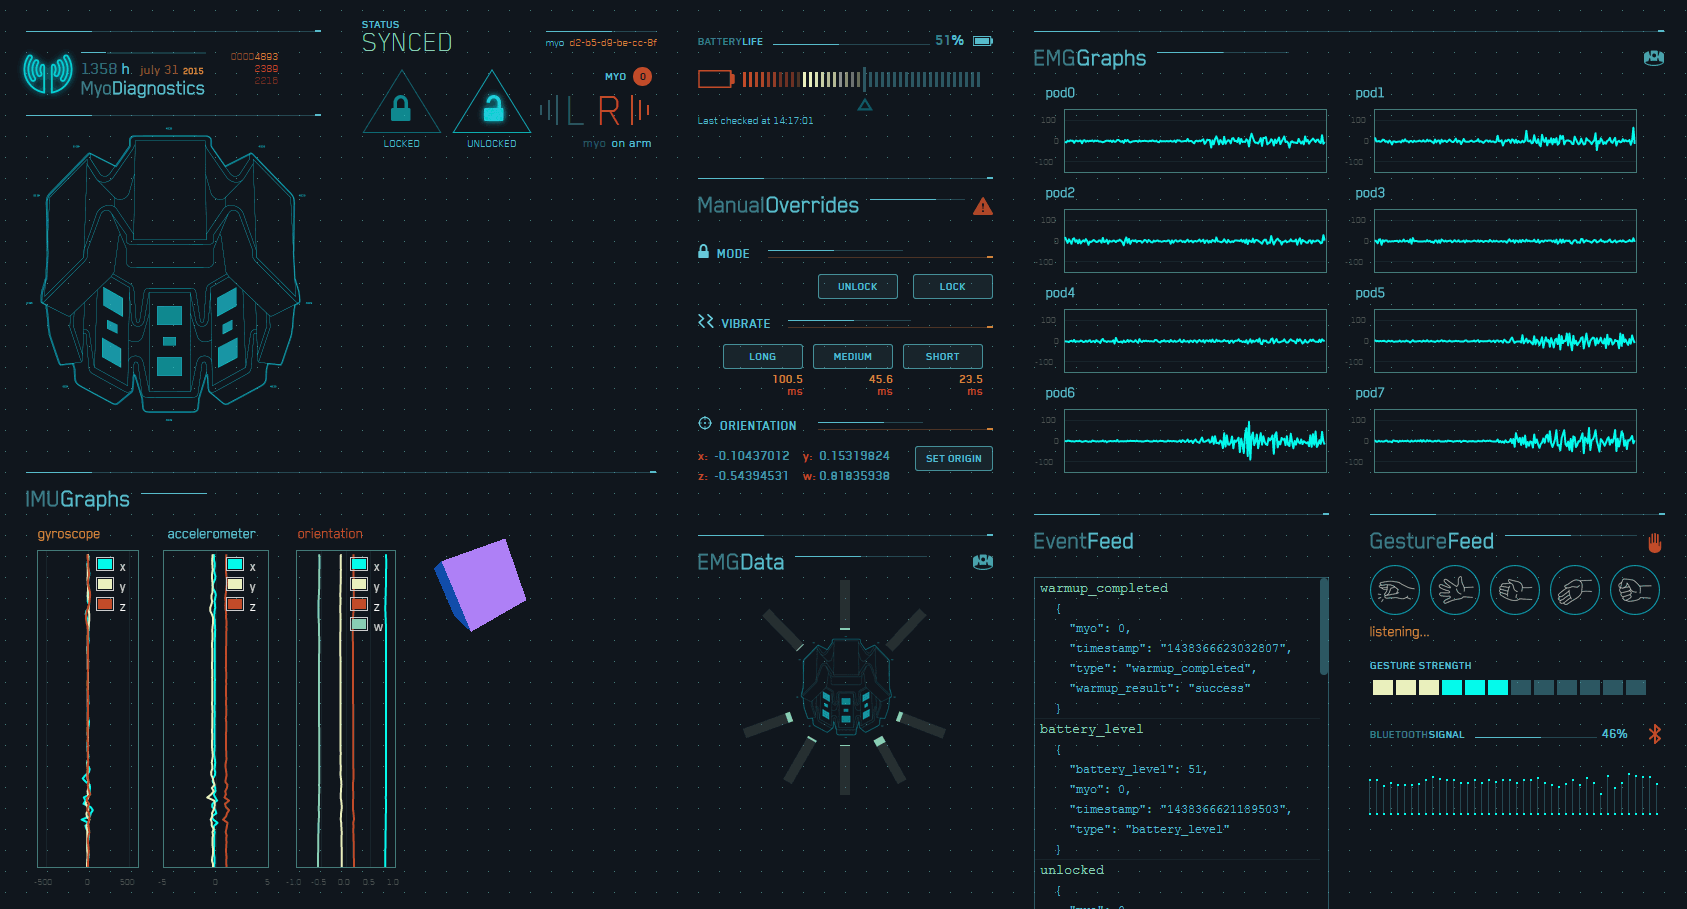 1358 h july 31 2015
MyoDiagnostics
00004893
2389
2216
STATUS
SYNCED
myo d2-b5-d9-be-cc-8f
MYO 0
L R
LOCKED
UNLOCKED
myo on arm
BATTERYLIFE 51%
Last checked at 14:17:01
ManualOverrides
MODE
UNLOCK LOCK
VIBRATE
LONG MEDIUM SHORT
100.5 45.6 23.5
ms ms ms
ORIENTATION
x: -0.10437012 y: 0.15319824
z: -0.54394531 w: 0.81835938
SET ORIGIN
EMGGraphs
pod0 pod1
100 100
0 0
-100 -100
pod2 pod3
100 100
0 0
-100 -100
pod4 pod5
100 100
0 0
-100 -100
pod6 pod7
100 100
0 0
-100 -100
IMUGraphs
gyroscope accelerometer orientation
x x x
y y y
z z z
w
-500 0 500 -5 0 5 -1.0 -0.5 0.0 0.5 1.0
EMGData
EventFeed
warmup_completed
{
"myo": 0,
"timestamp": "1438366623032807",
"type": "warmup_completed",
"warmup_result": "success"
}
battery_level
{
"battery_level": 51,
"myo": 0,
"timestamp": "1438366621189503",
"type": "battery_level"
}
unlocked
{
GestureFeed
listening...
GESTURE STRENGTH
BLUETOOTHSIGNAL 46%